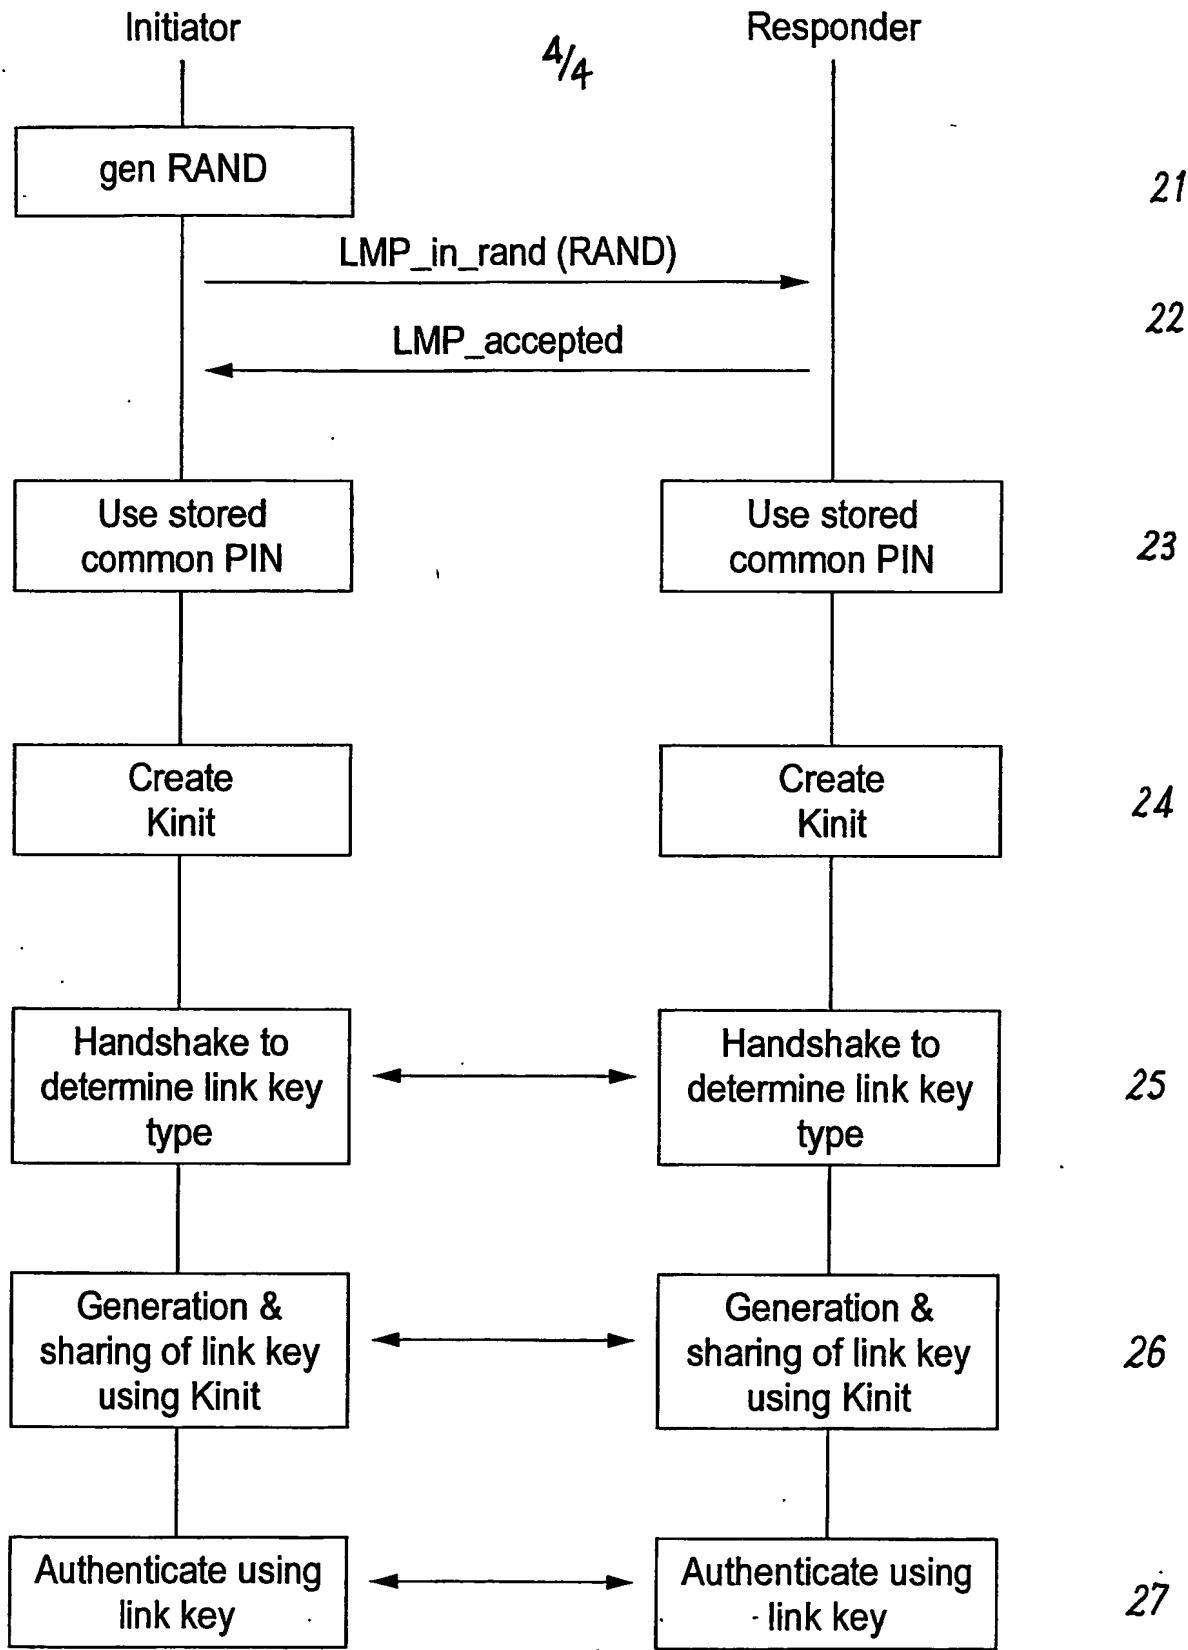 Initiator
4/4
Responder
gen RAND
21
LMP_in_rand (RAND)
22
LMP_accepted
Use stored
common PIN
Use stored
common PIN
23
Create
Kinit
Create
Kinit
24
Handshake to
determine link key
type
Handshake to
determine link key
type
25
Generation &
sharing of link key
using Kinit
Generation &
sharing of link key
using Kinit
26
Authenticate using
link key
Authenticate using
link key
27